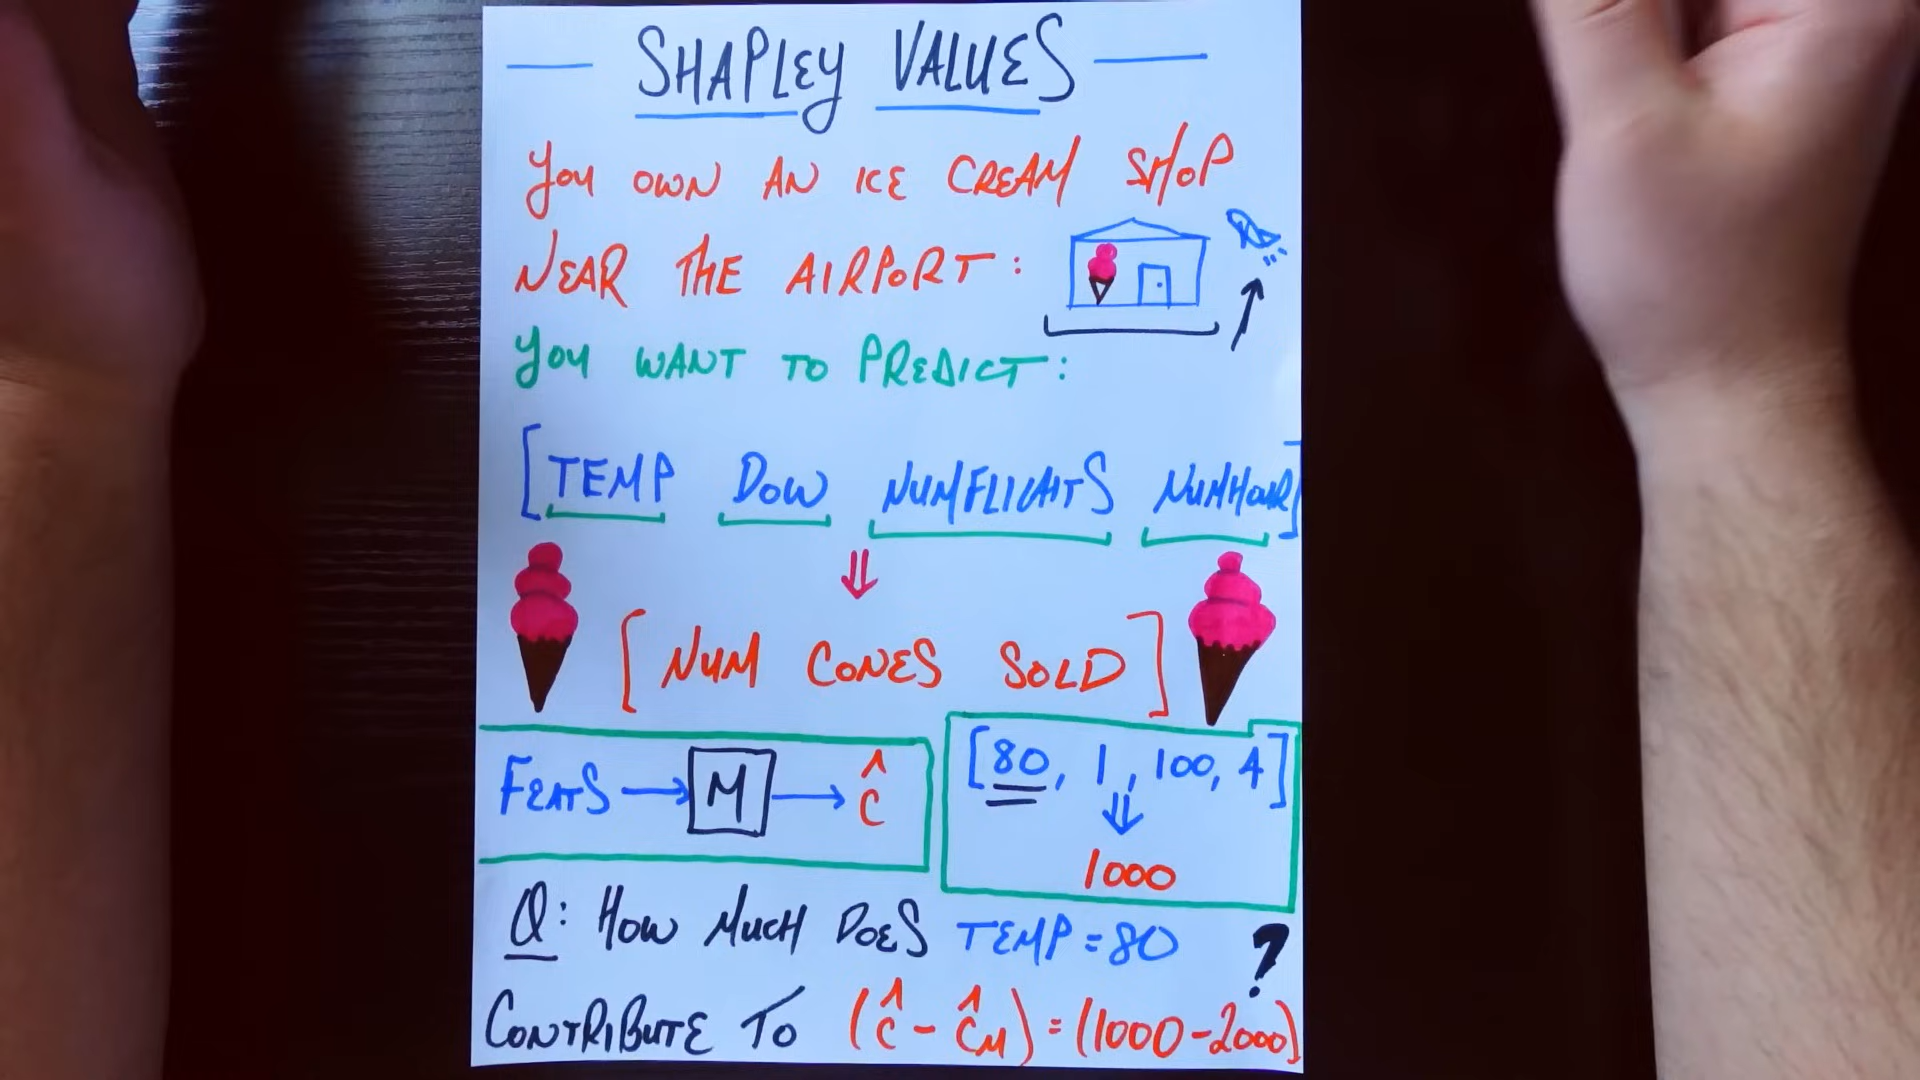 SHAPLEY VALUES
YOU OWN AN ICE CREAM SHOP
NEAR THE AIRPORT:
YOU WANT TO PREDICT:
[TEMP DOW NUMFLIGHTS NUMHOUR]
⇓
[NUM CONES SOLD]
FEATS → M → Ĉ
[80, 1, 100, 4]
⇓
1000
Q: HOW MUCH DOES TEMP = 80
CONTRIBUTE TO (Ĉ - Ĉ_M) = (1000 - 2000) ?